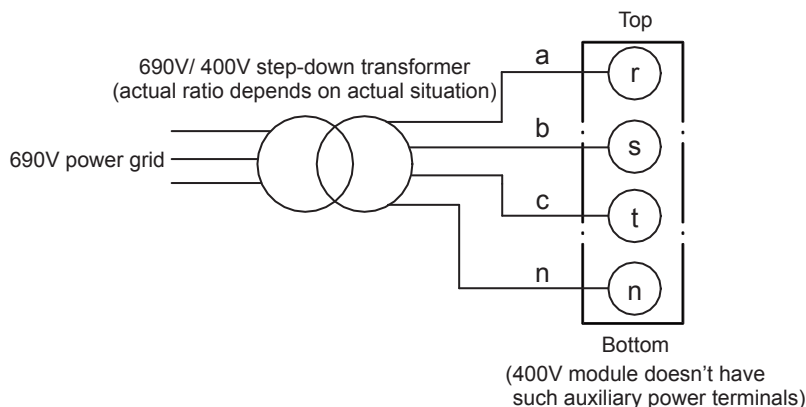 Top
690V/ 400V step-down transformer
(actual ratio depends on actual situation)
a
r
b
s
690V power grid
c
t
n
n
Bottom
(400V module doesn't have
such auxiliary power terminals)